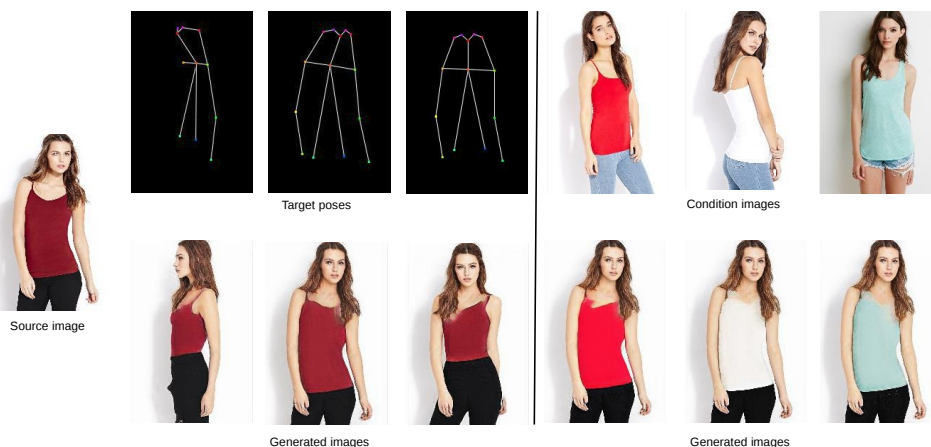 Target poses
Condition images
Source image
Generated images
Generated images